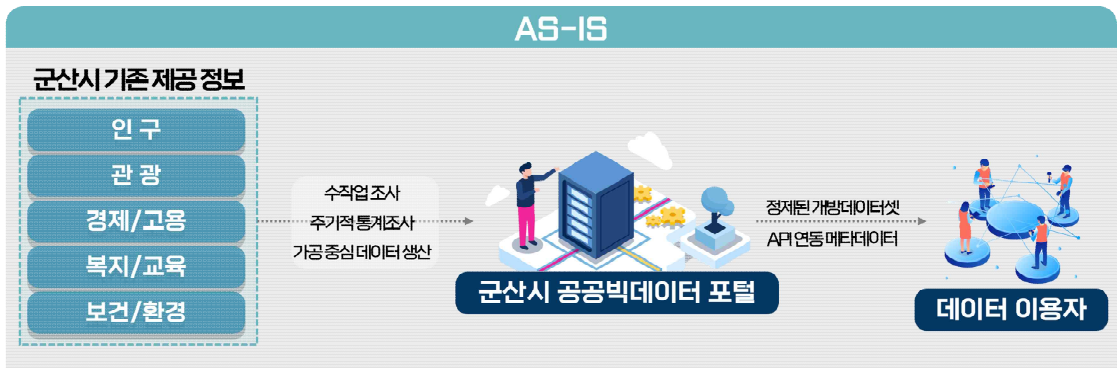 AS-IS
군산시 기존 제공 정보
인 구
관 광
경제/고용
복지/교육
보건/환경
수작업 조사
주기적 통계조사
가공 중심 데이터 생산
군산시 공공빅데이터 포털
정제된 개방데이터셋
API 연동 메타데이터
데이터 이용자